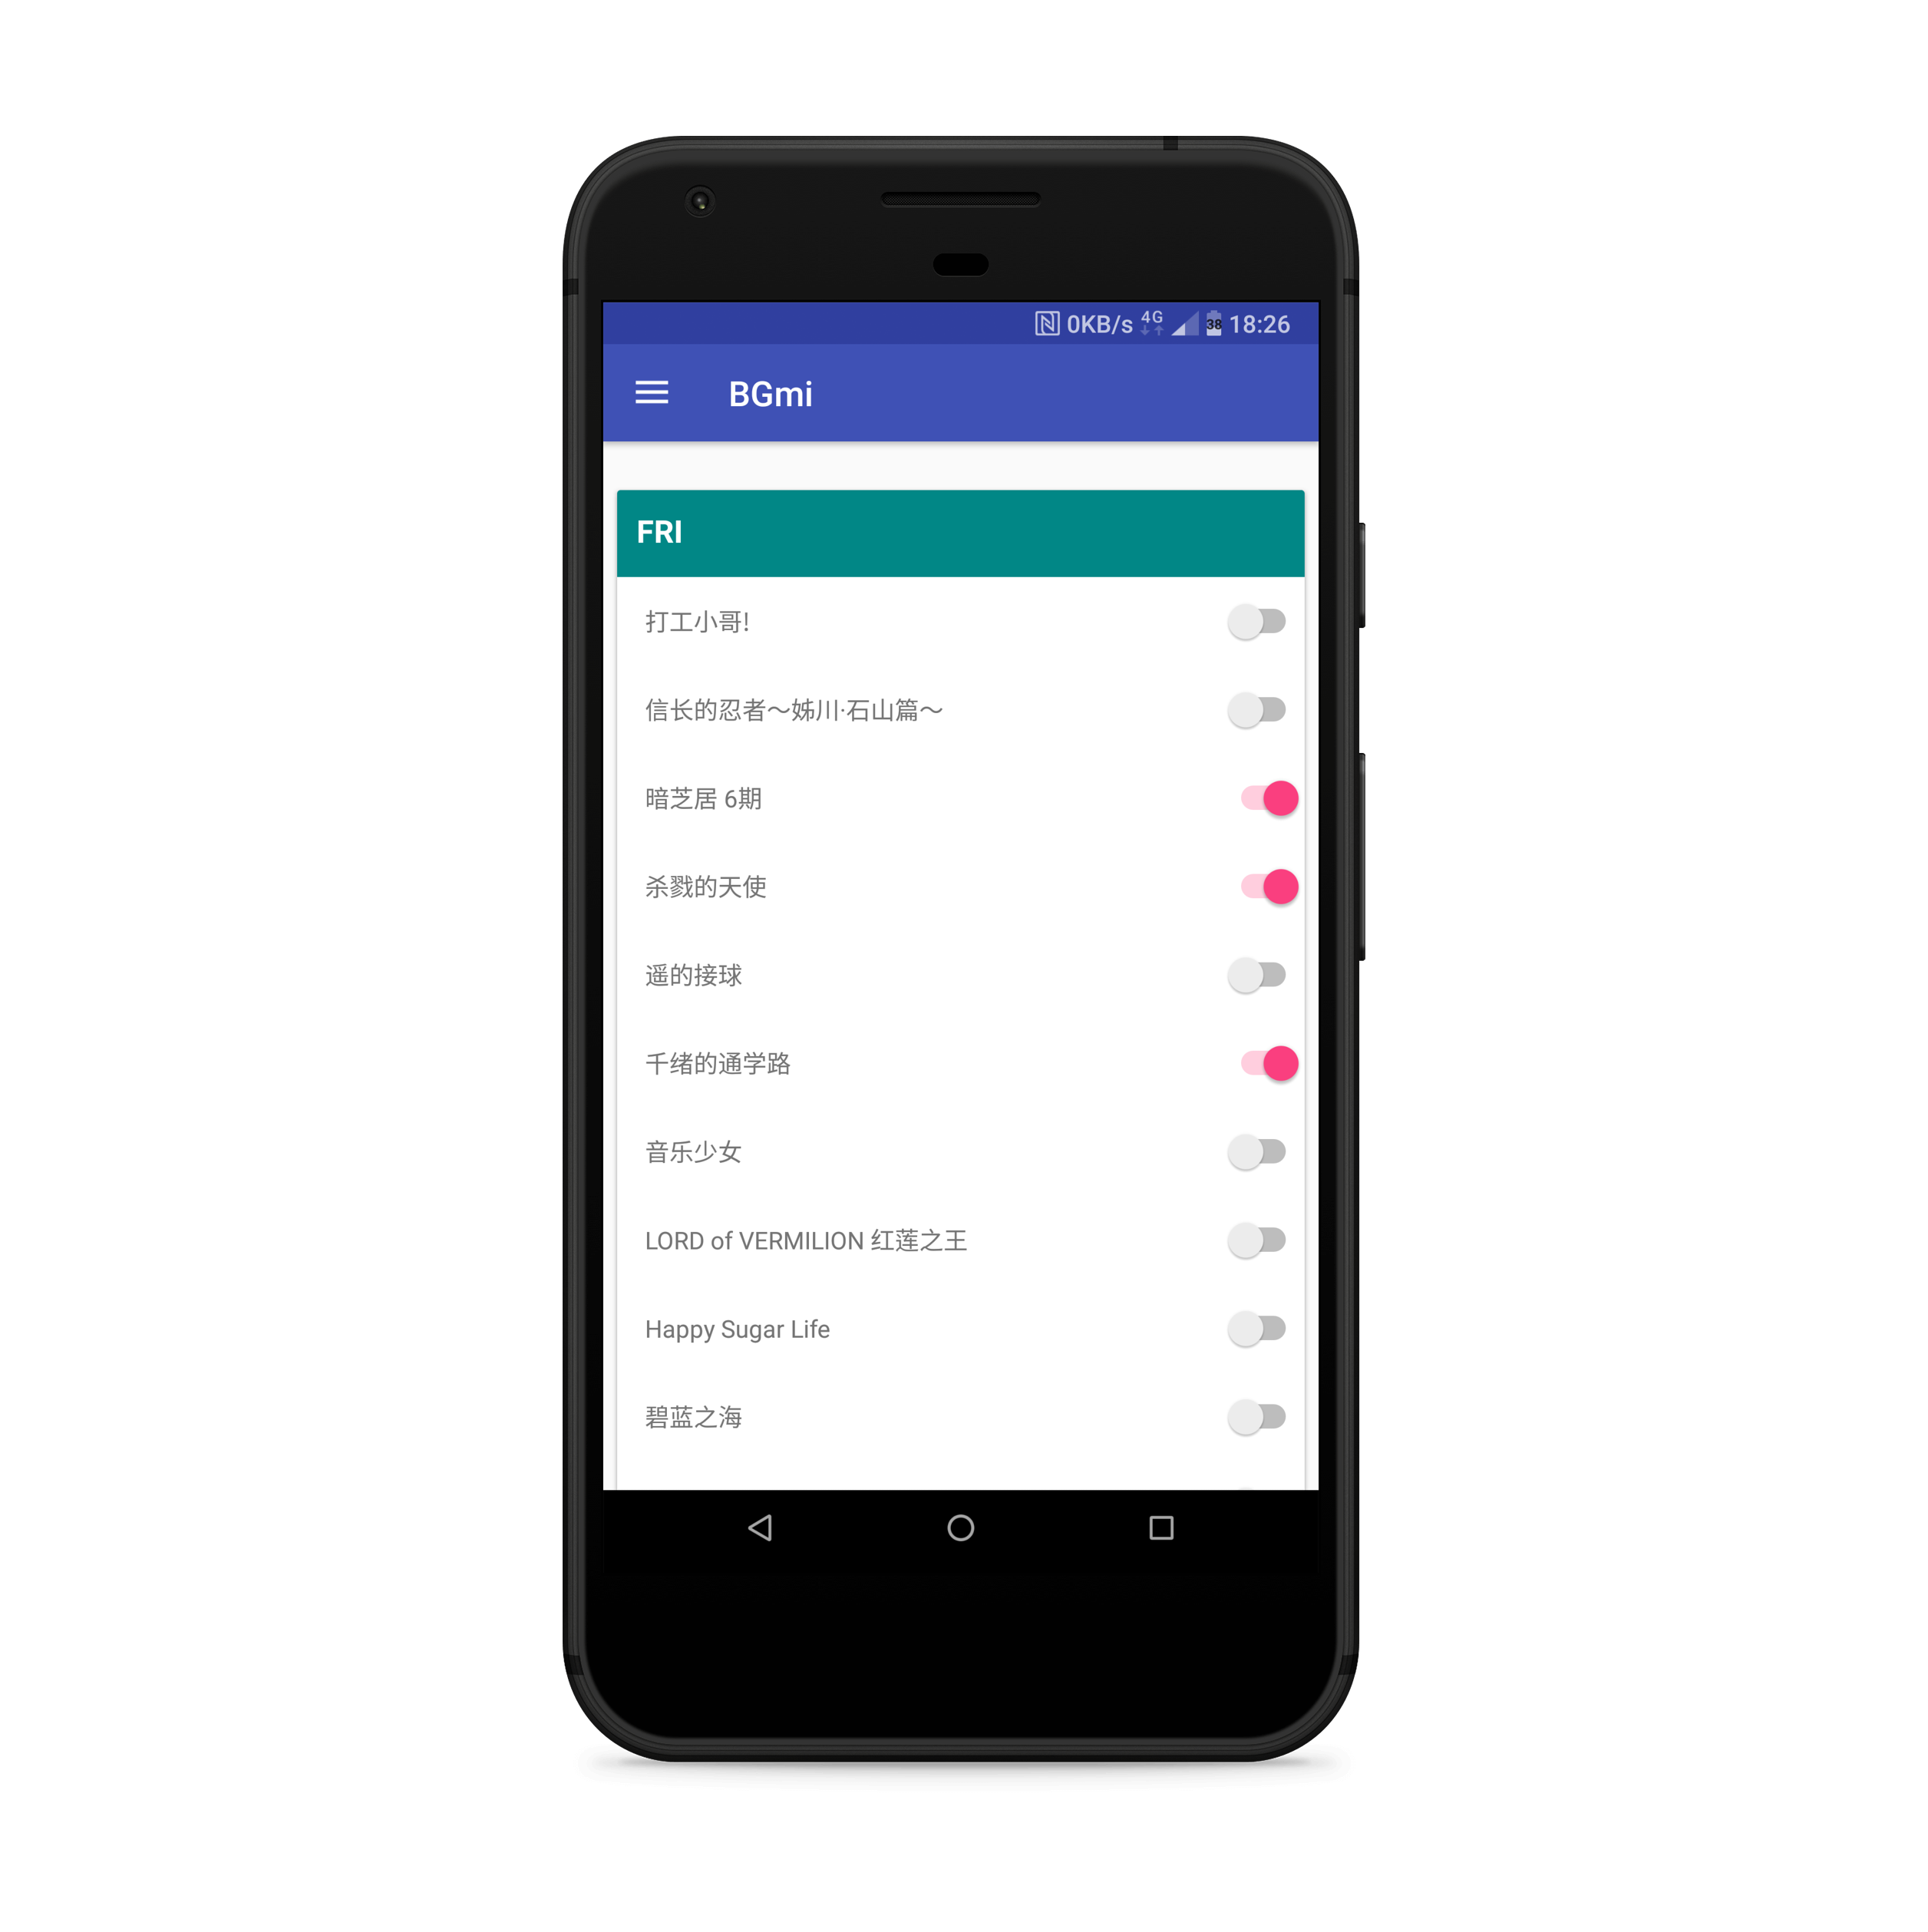 0KB/s 4G 38 18:26
BGmi
FRI
打工小哥!
信长的忍者～姊川·石山篇～
暗芝居 6期
杀戮的天使
遥的接球
千绪的通学路
音乐少女
LORD of VERMILION 红莲之王
Happy Sugar Life
碧蓝之海